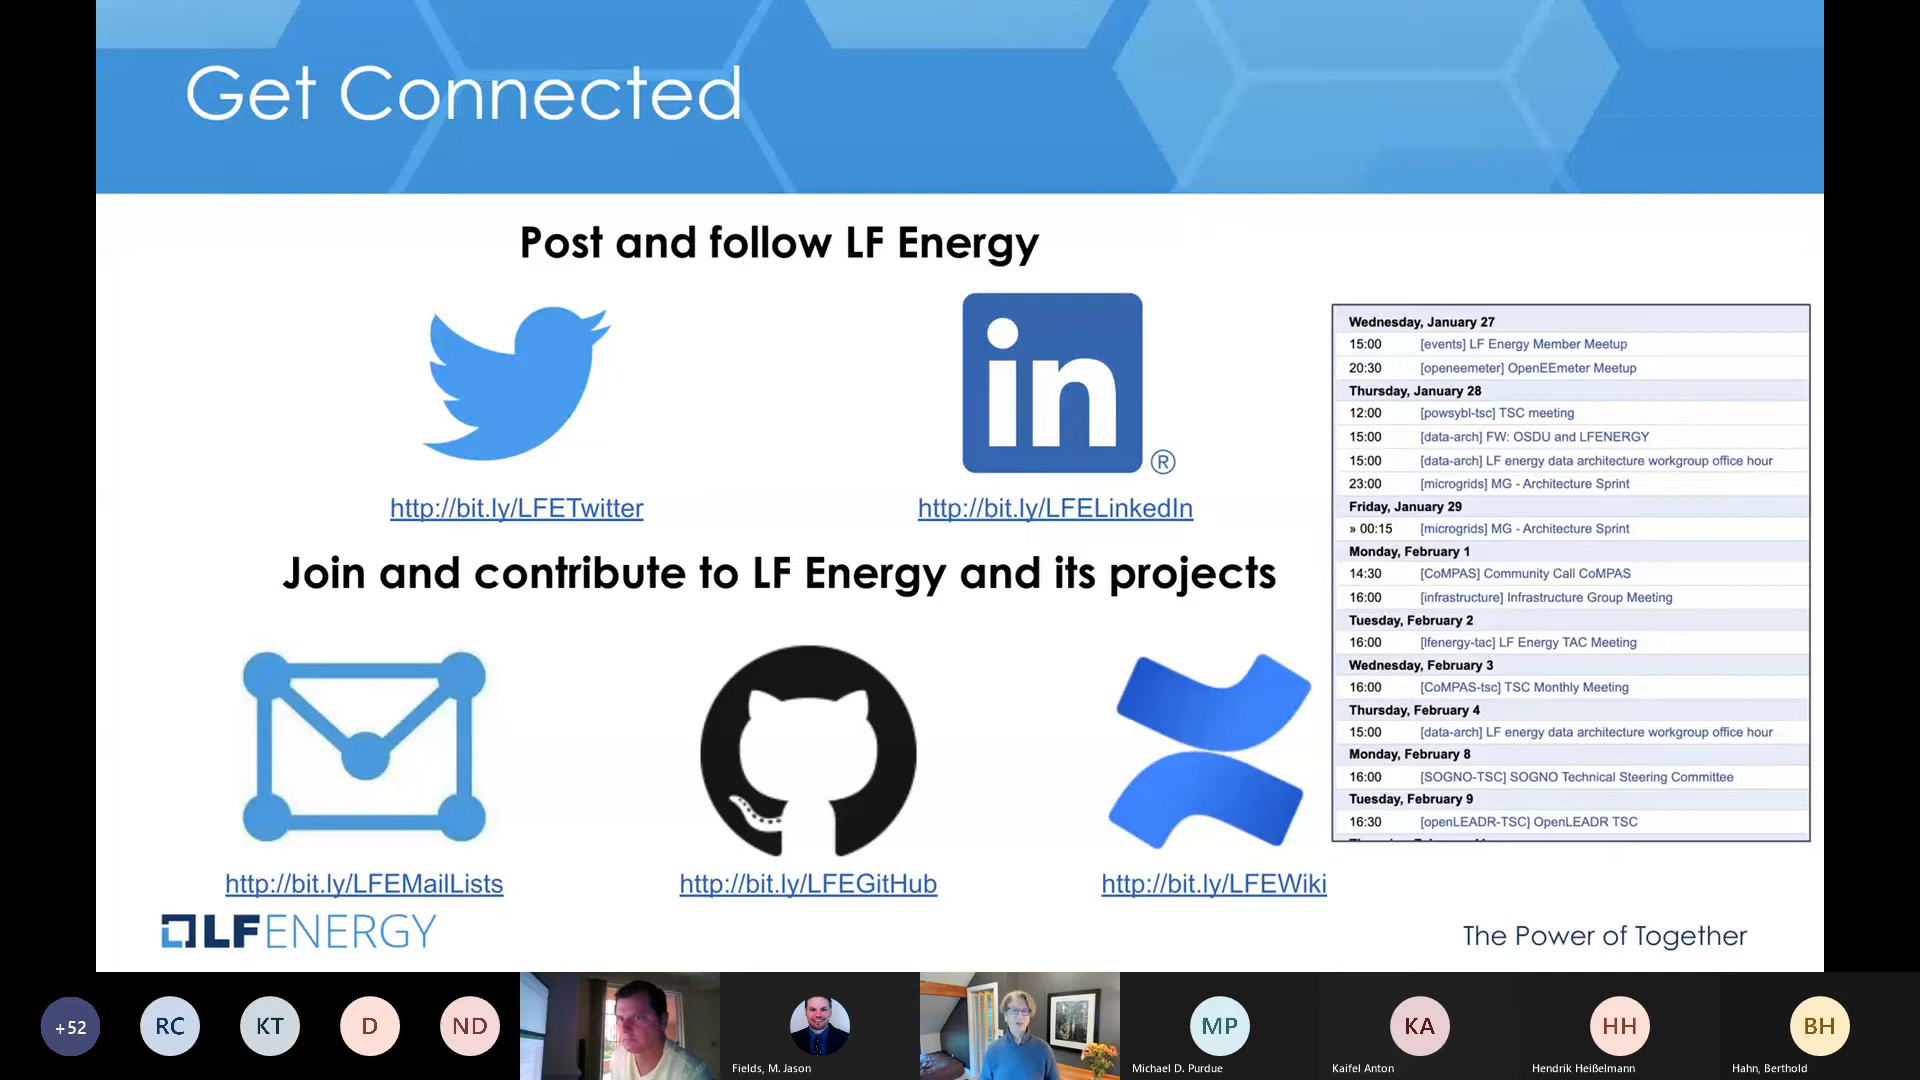 Get Connected
Post and follow LF Energy
in
®
http://bit.ly/LFETwitter
http://bit.ly/LFELinkedIn
Join and contribute to LF Energy and its projects
http://bit.ly/LFEMailLists
http://bit.ly/LFEGitHub
http://bit.ly/LFEWiki
Wednesday, January 27
15:00 [events] LF Energy Member Meetup
20:30 [openeemeter] OpenEEmeter Meetup
Thursday, January 28
12:00 [powsybl-tsc] TSC meeting
15:00 [data-arch] FW: OSDU and LFENERGY
15:00 [data-arch] LF energy data architecture workgroup office hour
23:00 [microgrids] MG - Architecture Sprint
Friday, January 29
» 00:15 [microgrids] MG - Architecture Sprint
Monday, February 1
14:30 [CoMPAS] Community Call CoMPAS
16:00 [infrastructure] Infrastructure Group Meeting
Tuesday, February 2
16:00 [lfenergy-tac] LF Energy TAC Meeting
Wednesday, February 3
16:00 [CoMPAS-tsc] TSC Monthly Meeting
Thursday, February 4
15:00 [data-arch] LF energy data architecture workgroup office hour
Monday, February 8
16:00 [SOGNO-TSC] SOGNO Technical Steering Committee
Tuesday, February 9
16:30 [openLEADR-TSC] OpenLEADR TSC
LFENERGY
The Power of Together
+52
RC
KT
D
ND
Fields, M. Jason
MP
Michael D. Purdue
KA
Kaifel Anton
HH
Hendrik Heißelmann
BH
Hahn, Berthold